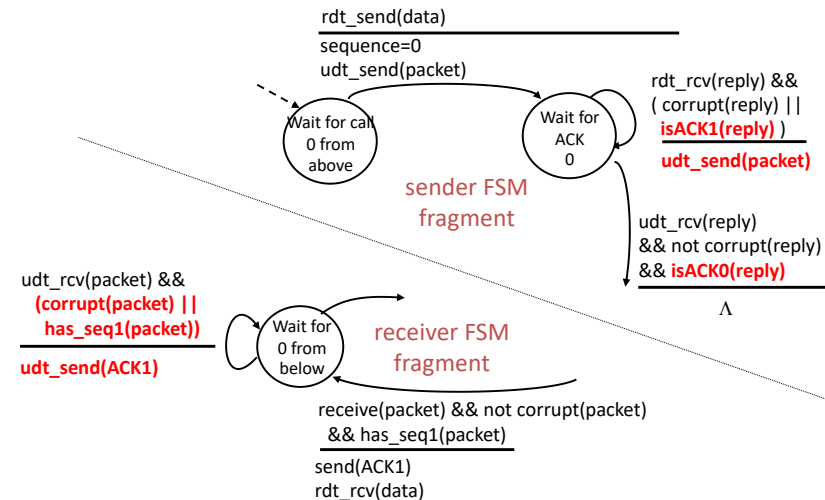 rdt_send(data)
sequence=0
udt_send(packet)
Wait for call
0 from
above
Wait for
ACK
0
rdt_rcv(reply) &&
( corrupt(reply) ||
isACK1(reply) )
udt_send(packet)
sender FSM
fragment
udt_rcv(reply)
&& not corrupt(reply)
&& isACK0(reply)
Λ
udt_rcv(packet) &&
(corrupt(packet) ||
has_seq1(packet))
udt_send(ACK1)
Wait for
0 from
below
receiver FSM
fragment
receive(packet) && not corrupt(packet)
&& has_seq1(packet)
send(ACK1)
rdt_rcv(data)